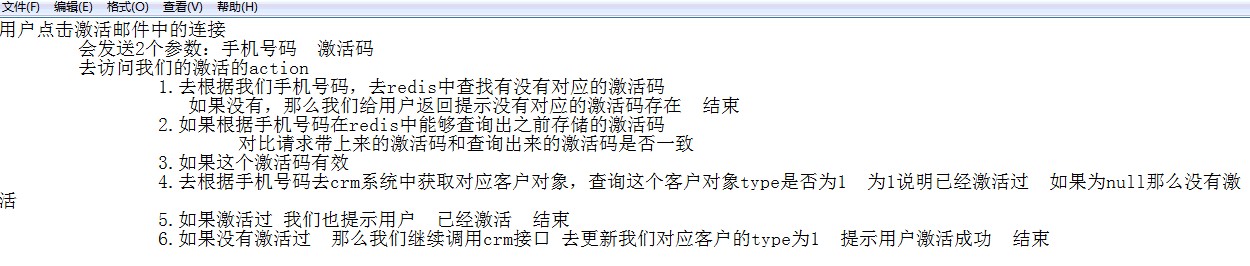 文件(F) 编辑(E) 格式(O) 查看(V) 帮助(H)
用户点击激活邮件中的连接
会发送2个参数：手机号码 激活码
去访问我们的激活的action
1.去根据我们手机号码，去redis中查找有没有对应的激活码
如果没有，那么我们给用户返回提示没有对应的激活码存在 结束
2.如果根据手机号码在redis中能够查询出之前存储的激活码
对比请求带上来的激活码和查询出来的激活码是否一致
3.如果这个激活码有效
4.去根据手机号码去crm系统中获取对应客户对象，查询这个客户对象type是否为1 为1说明已经激活过 如果为null那么没有激
活
5.如果激活过 我们也提示用户 已经激活 结束
6.如果没有激活过 那么我们继续调用crm接口 去更新我们对应客户的type为1 提示用户激活成功 结束